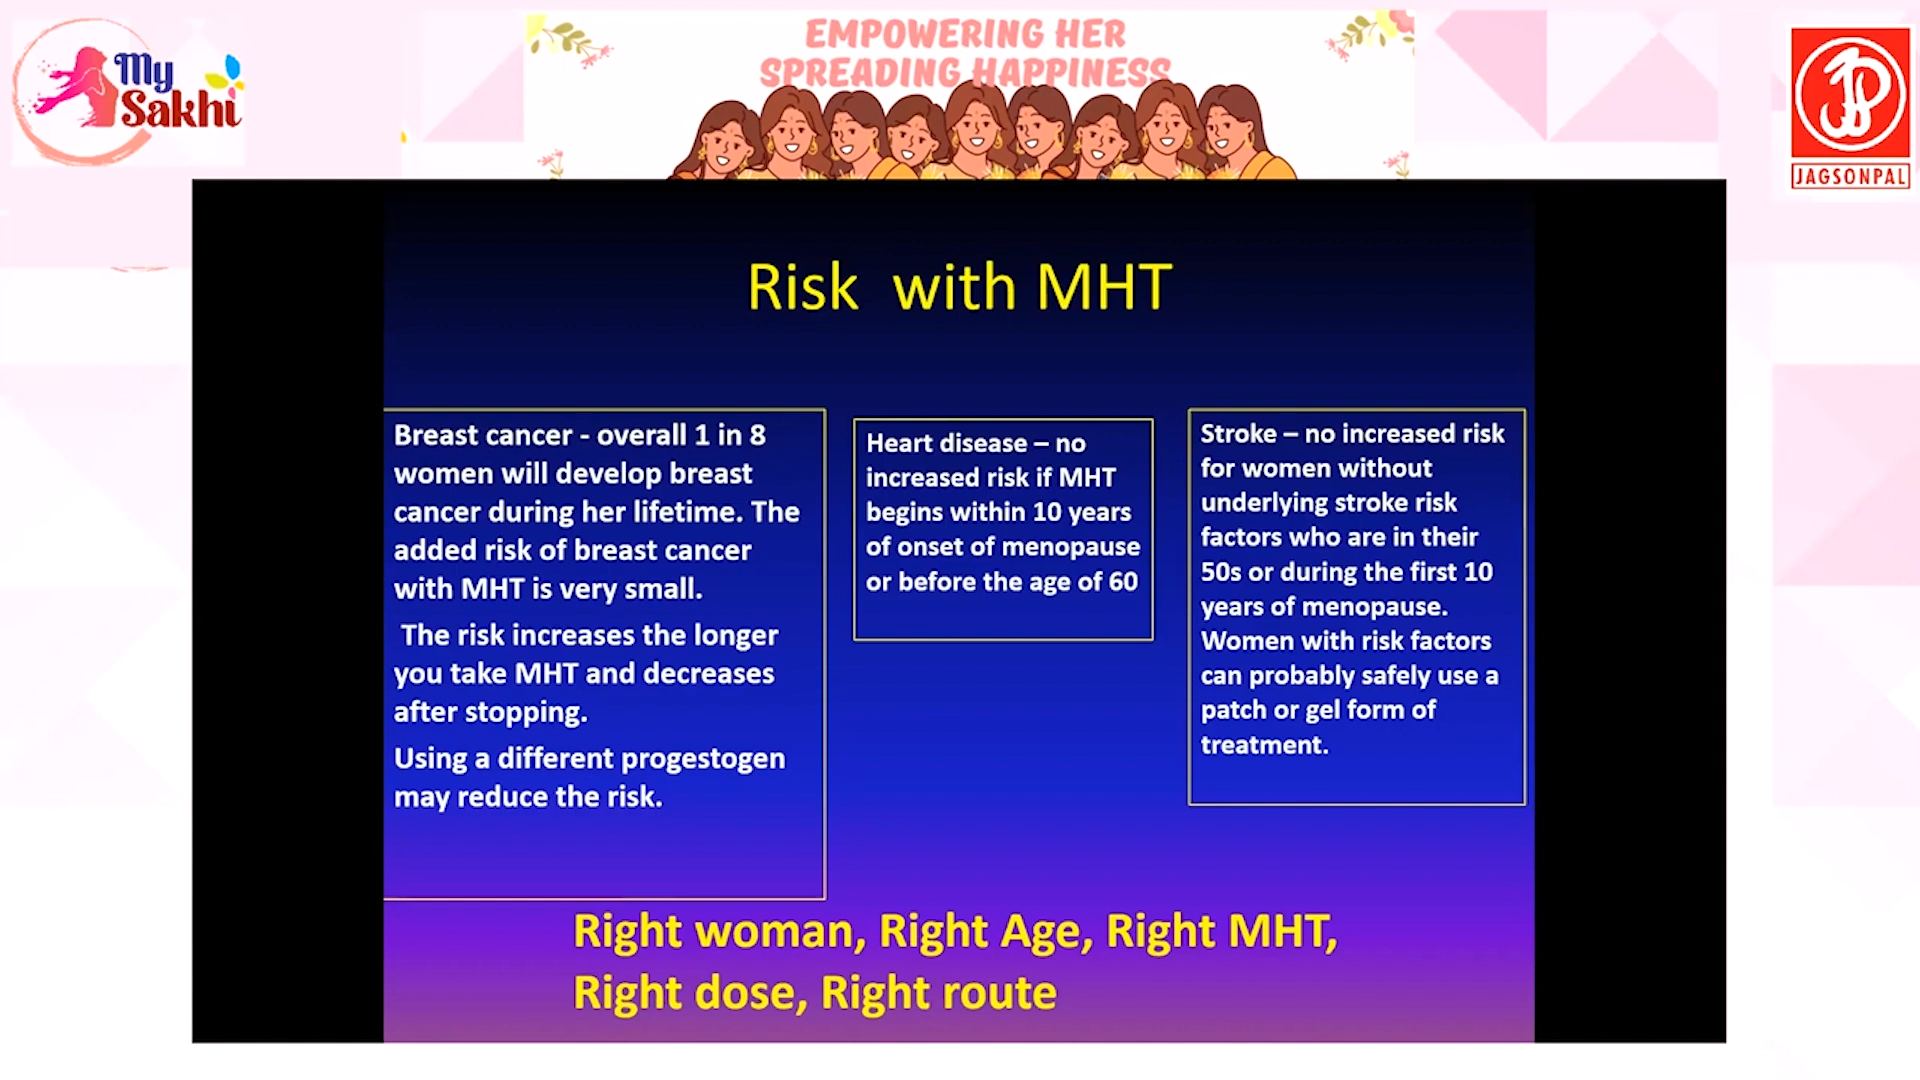 My
Sakhi
EMPOWERING HER
SPREADING HAPPINESS
JAGSONPAL
Risk with MHT
Breast cancer - overall 1 in 8
women will develop breast
cancer during her lifetime. The
added risk of breast cancer
with MHT is very small.
The risk increases the longer
you take MHT and decreases
after stopping.
Using a different progestogen
may reduce the risk.
Heart disease – no
increased risk if MHT
begins within 10 years
of onset of menopause
or before the age of 60
Stroke – no increased risk
for women without
underlying stroke risk
factors who are in their
50s or during the first 10
years of menopause.
Women with risk factors
can probably safely use a
patch or gel form of
treatment.
Right woman, Right Age, Right MHT,
Right dose, Right route